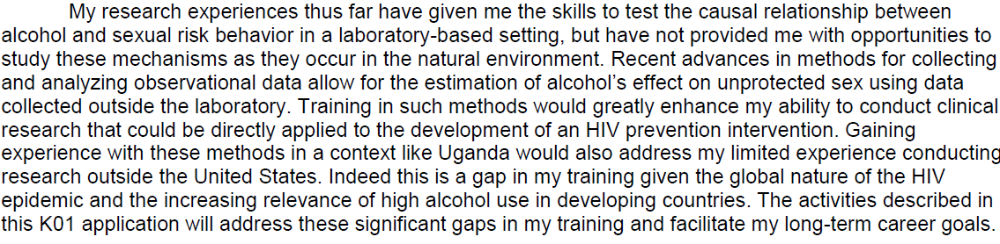 My research experiences thus far have given me the skills to test the causal relationship between
alcohol and sexual risk behavior in a laboratory-based setting, but have not provided me with opportunities to
study these mechanisms as they occur in the natural environment. Recent advances in methods for collecting
and analyzing observational data allow for the estimation of alcohol's effect on unprotected sex using data
collected outside the laboratory. Training in such methods would greatly enhance my ability to conduct clinical
research that could be directly applied to the development of an HIV prevention intervention. Gaining
experience with these methods in a context like Uganda would also address my limited experience conducting
research outside the United States. Indeed this is a gap in my training given the global nature of the HIV
epidemic and the increasing relevance of high alcohol use in developing countries. The activities described in
this K01 application will address these significant gaps in my training and facilitate my long-term career goals.